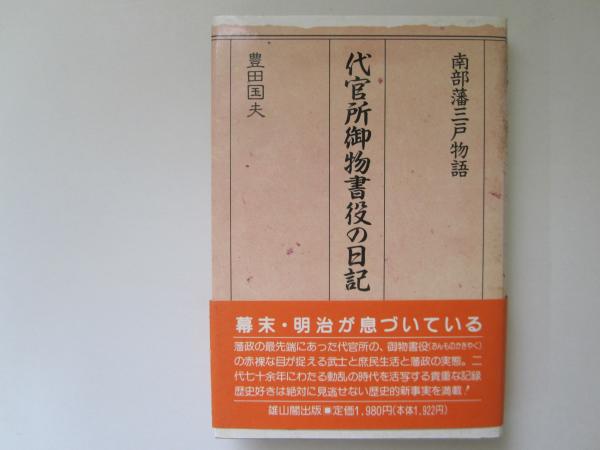 南部藩三戸物語
代官所御物書役の日記
豊田国夫
幕末・明治が息づいている
藩政の最先端にあった代官所の、御物書役(おんものかきやく)
の赤裸な目が捉える武士と庶民生活と藩政の実態。二
代七十余年にわたる動乱の時代を活写する貴重な記録
歴史好きは絶対に見逃せない歴史的新事実を満載!
雄山閣出版■定価1,980円(本体1,922円)